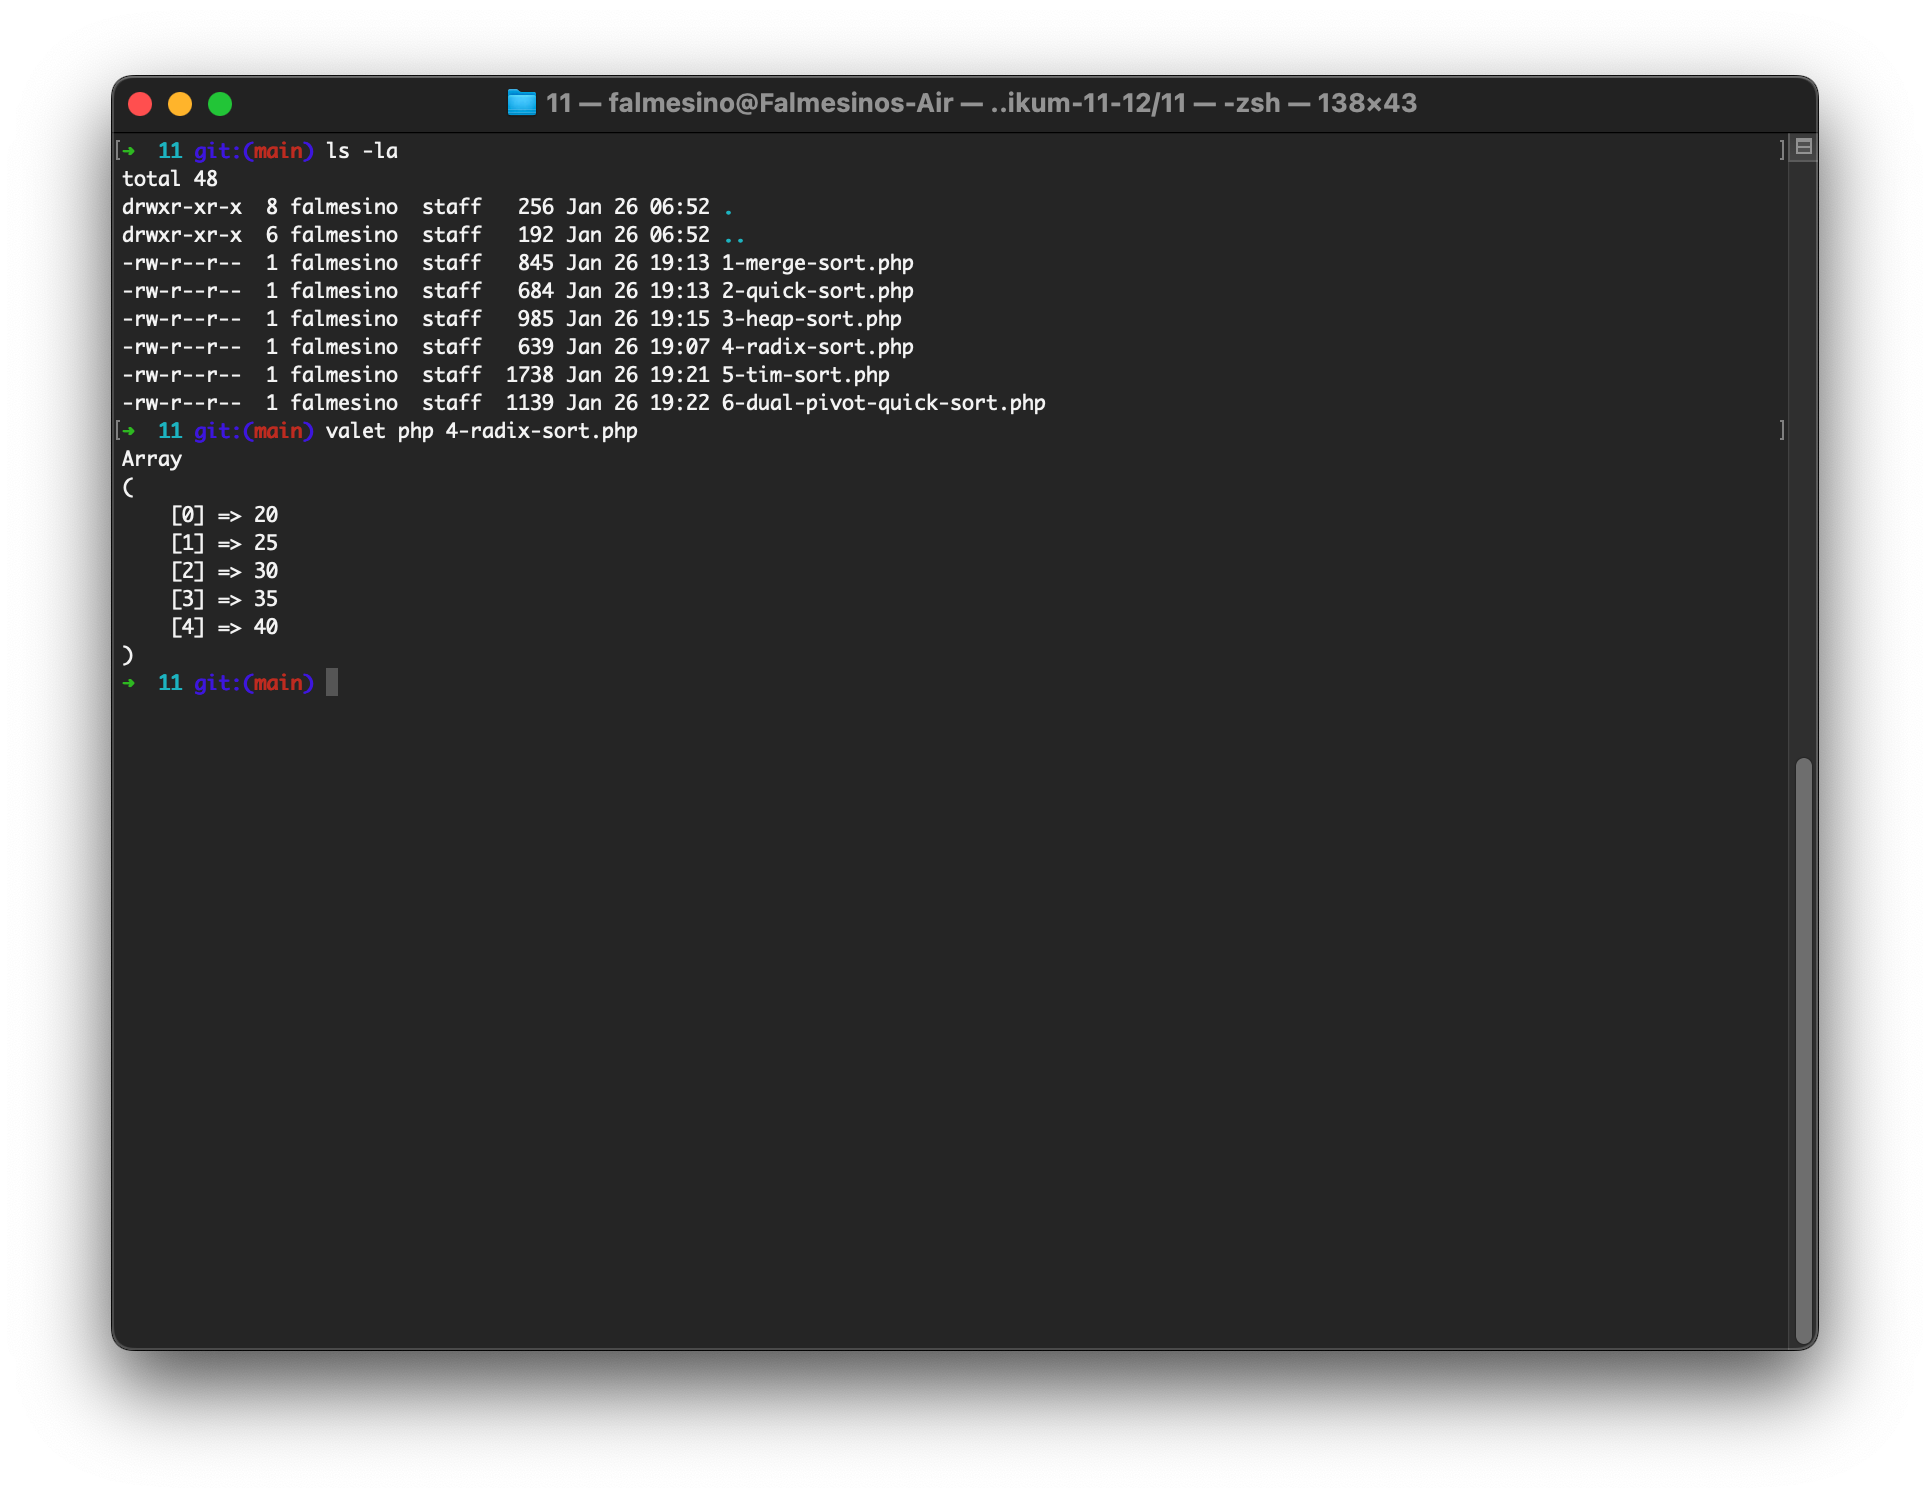 11 — falmesino@Falmesinos-Air — ..ikum-11-12/11 — -zsh — 138×43
[➜  11 git:(main) ls -la ]
total 48
drwxr-xr-x  8 falmesino  staff   256 Jan 26 06:52 .
drwxr-xr-x  6 falmesino  staff   192 Jan 26 06:52 ..
-rw-r--r--  1 falmesino  staff   845 Jan 26 19:13 1-merge-sort.php
-rw-r--r--  1 falmesino  staff   684 Jan 26 19:13 2-quick-sort.php
-rw-r--r--  1 falmesino  staff   985 Jan 26 19:15 3-heap-sort.php
-rw-r--r--  1 falmesino  staff   639 Jan 26 19:07 4-radix-sort.php
-rw-r--r--  1 falmesino  staff  1738 Jan 26 19:21 5-tim-sort.php
-rw-r--r--  1 falmesino  staff  1139 Jan 26 19:22 6-dual-pivot-quick-sort.php
[➜  11 git:(main) valet php 4-radix-sort.php ]
Array
(
    [0] => 20
    [1] => 25
    [2] => 30
    [3] => 35
    [4] => 40
)
➜  11 git:(main)